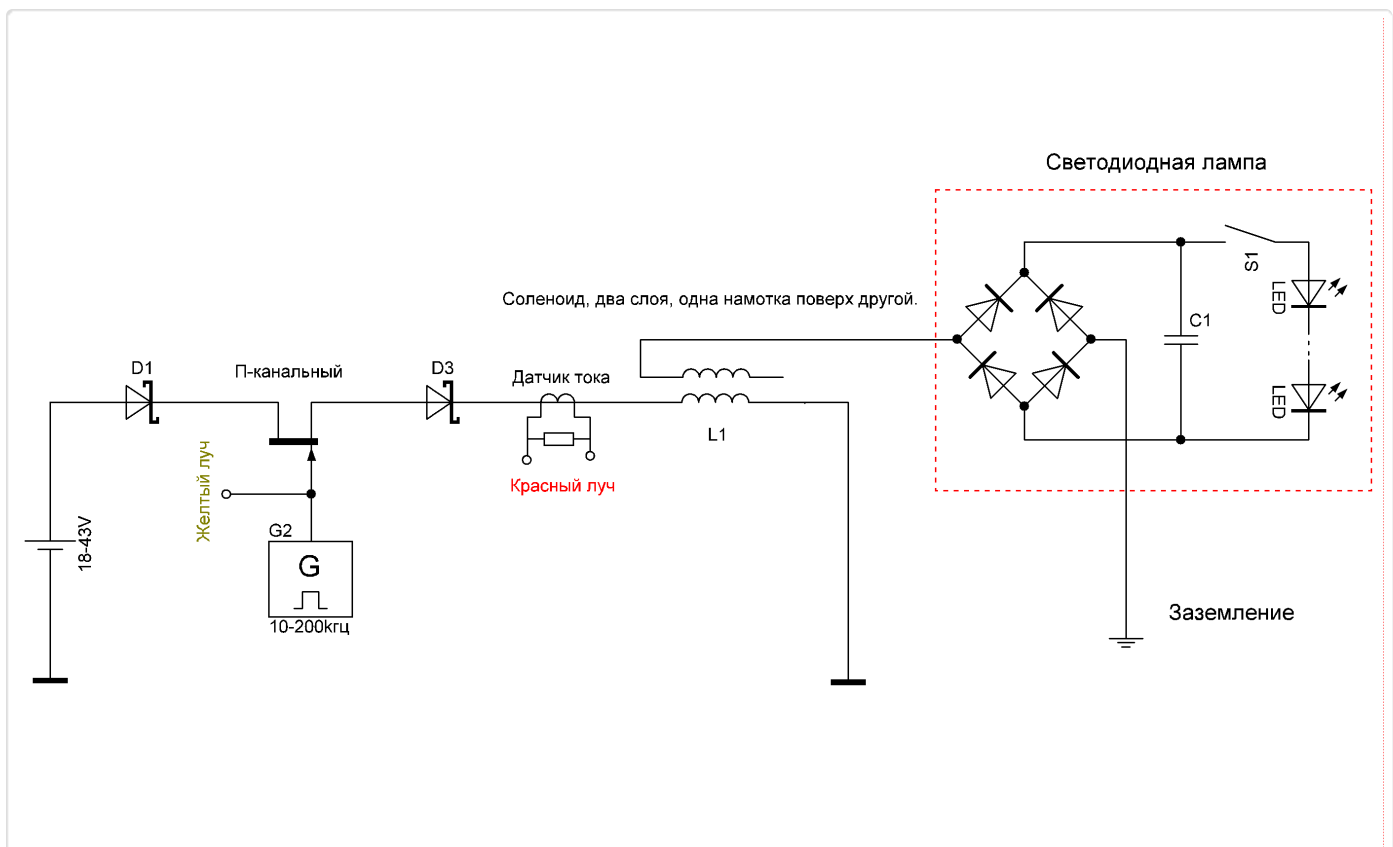 Светодиодная лампа
S1
LED
C1
LED
Соленоид, два слоя, одна намотка поверх другой.
D1
П-канальный
D3
Датчик тока
L1
Красный луч
Желтый луч
18-43V
G2
G
10-200kгц
Заземление